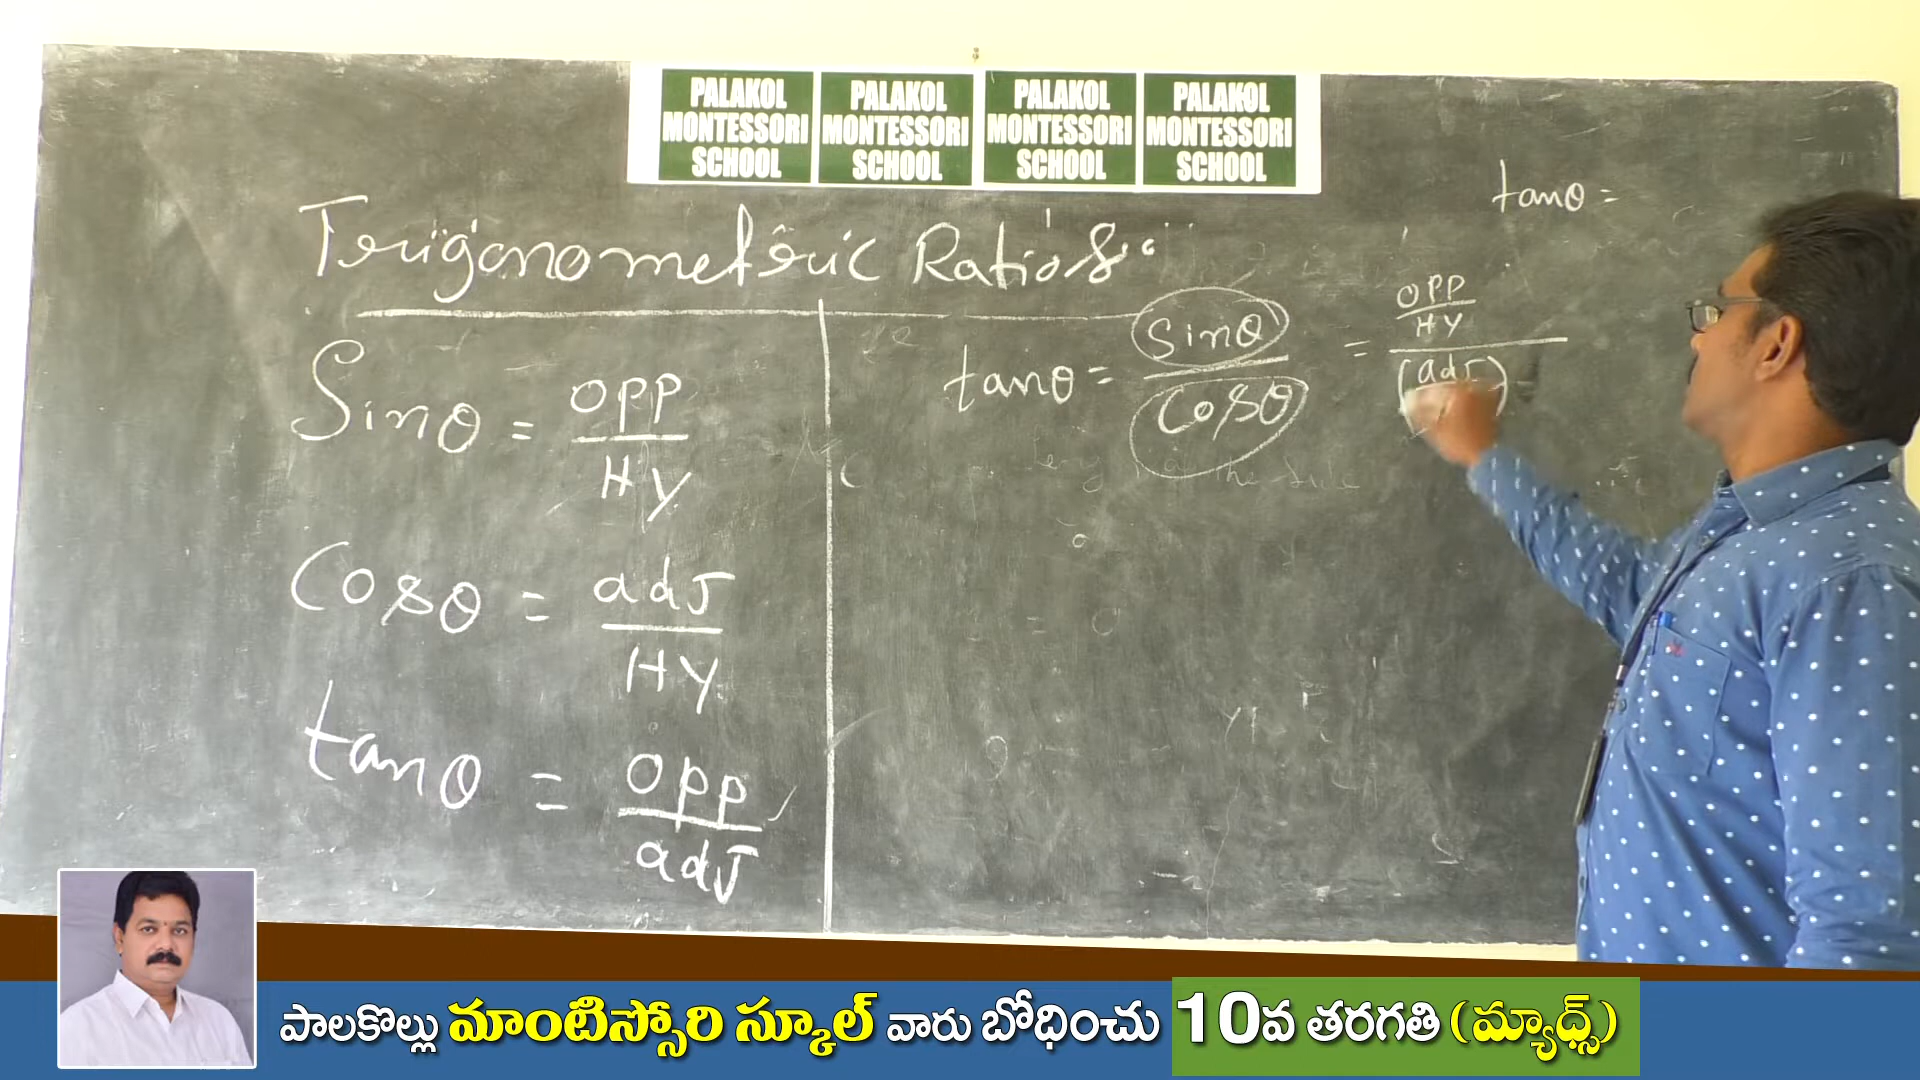 PALAKOL MONTESSORI SCHOOL
PALAKOL MONTESSORI SCHOOL
PALAKOL MONTESSORI SCHOOL
PALAKOL MONTESSORI SCHOOL
Trigonometric Ratios:
Sinθ = opp/Hy
Cosθ = adj/Hy
tanθ = opp/adj
tanθ =
tanθ = Sinθ/Cosθ = (opp/Hy)/(adj
పాలకొల్లు మాంటిస్సోరి స్కూల్ వారు బోధించు 10వ తరగతి (మ్యాథ్స్)